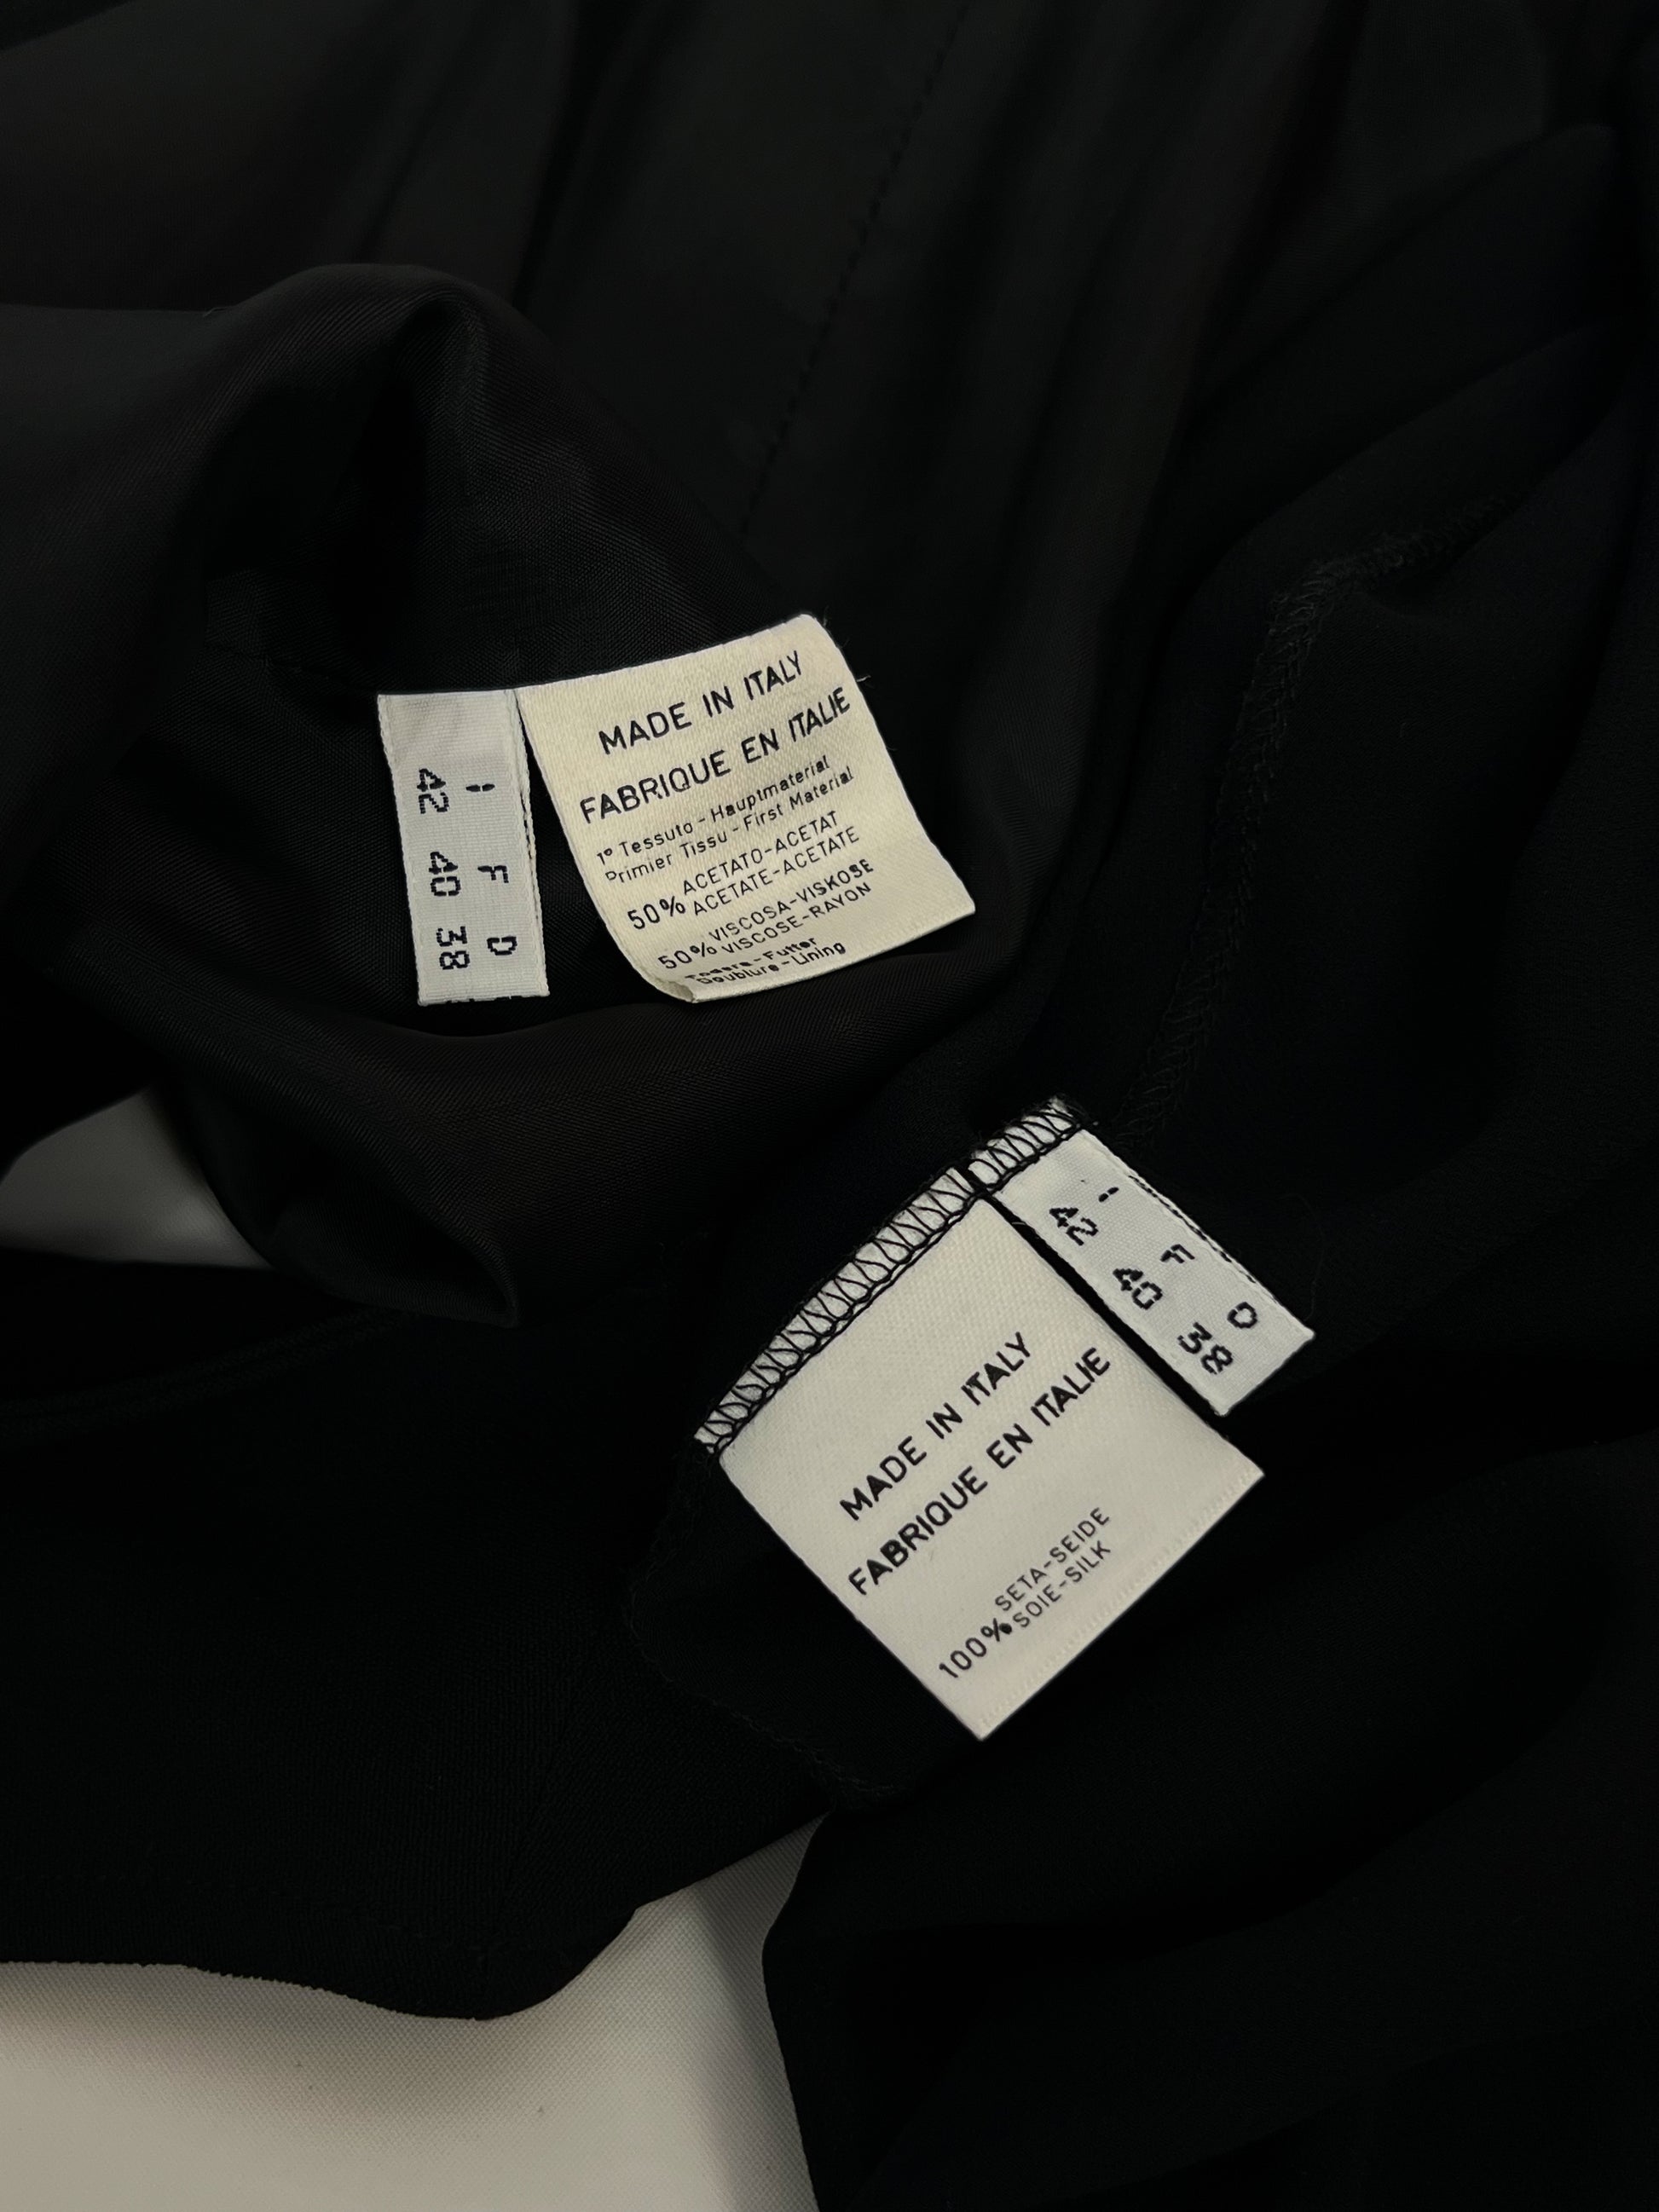 MADE IN ITALY
FABRIQUE EN ITALIE
1º Tessuto - Hauptmaterial
Primier Tissu - First Material
50% ACETATO-ACETAT
ACETATE-ACETATE
50% VISCOSA-VISKOSE
VISCOSE-RAYON
Futter
Doublure - Lining
I F D
42 40 38
MADE IN ITALY
FABRIQUE EN ITALIE
100% SETA-SEIDE
SOIE-SILK
I F D
42 40 38